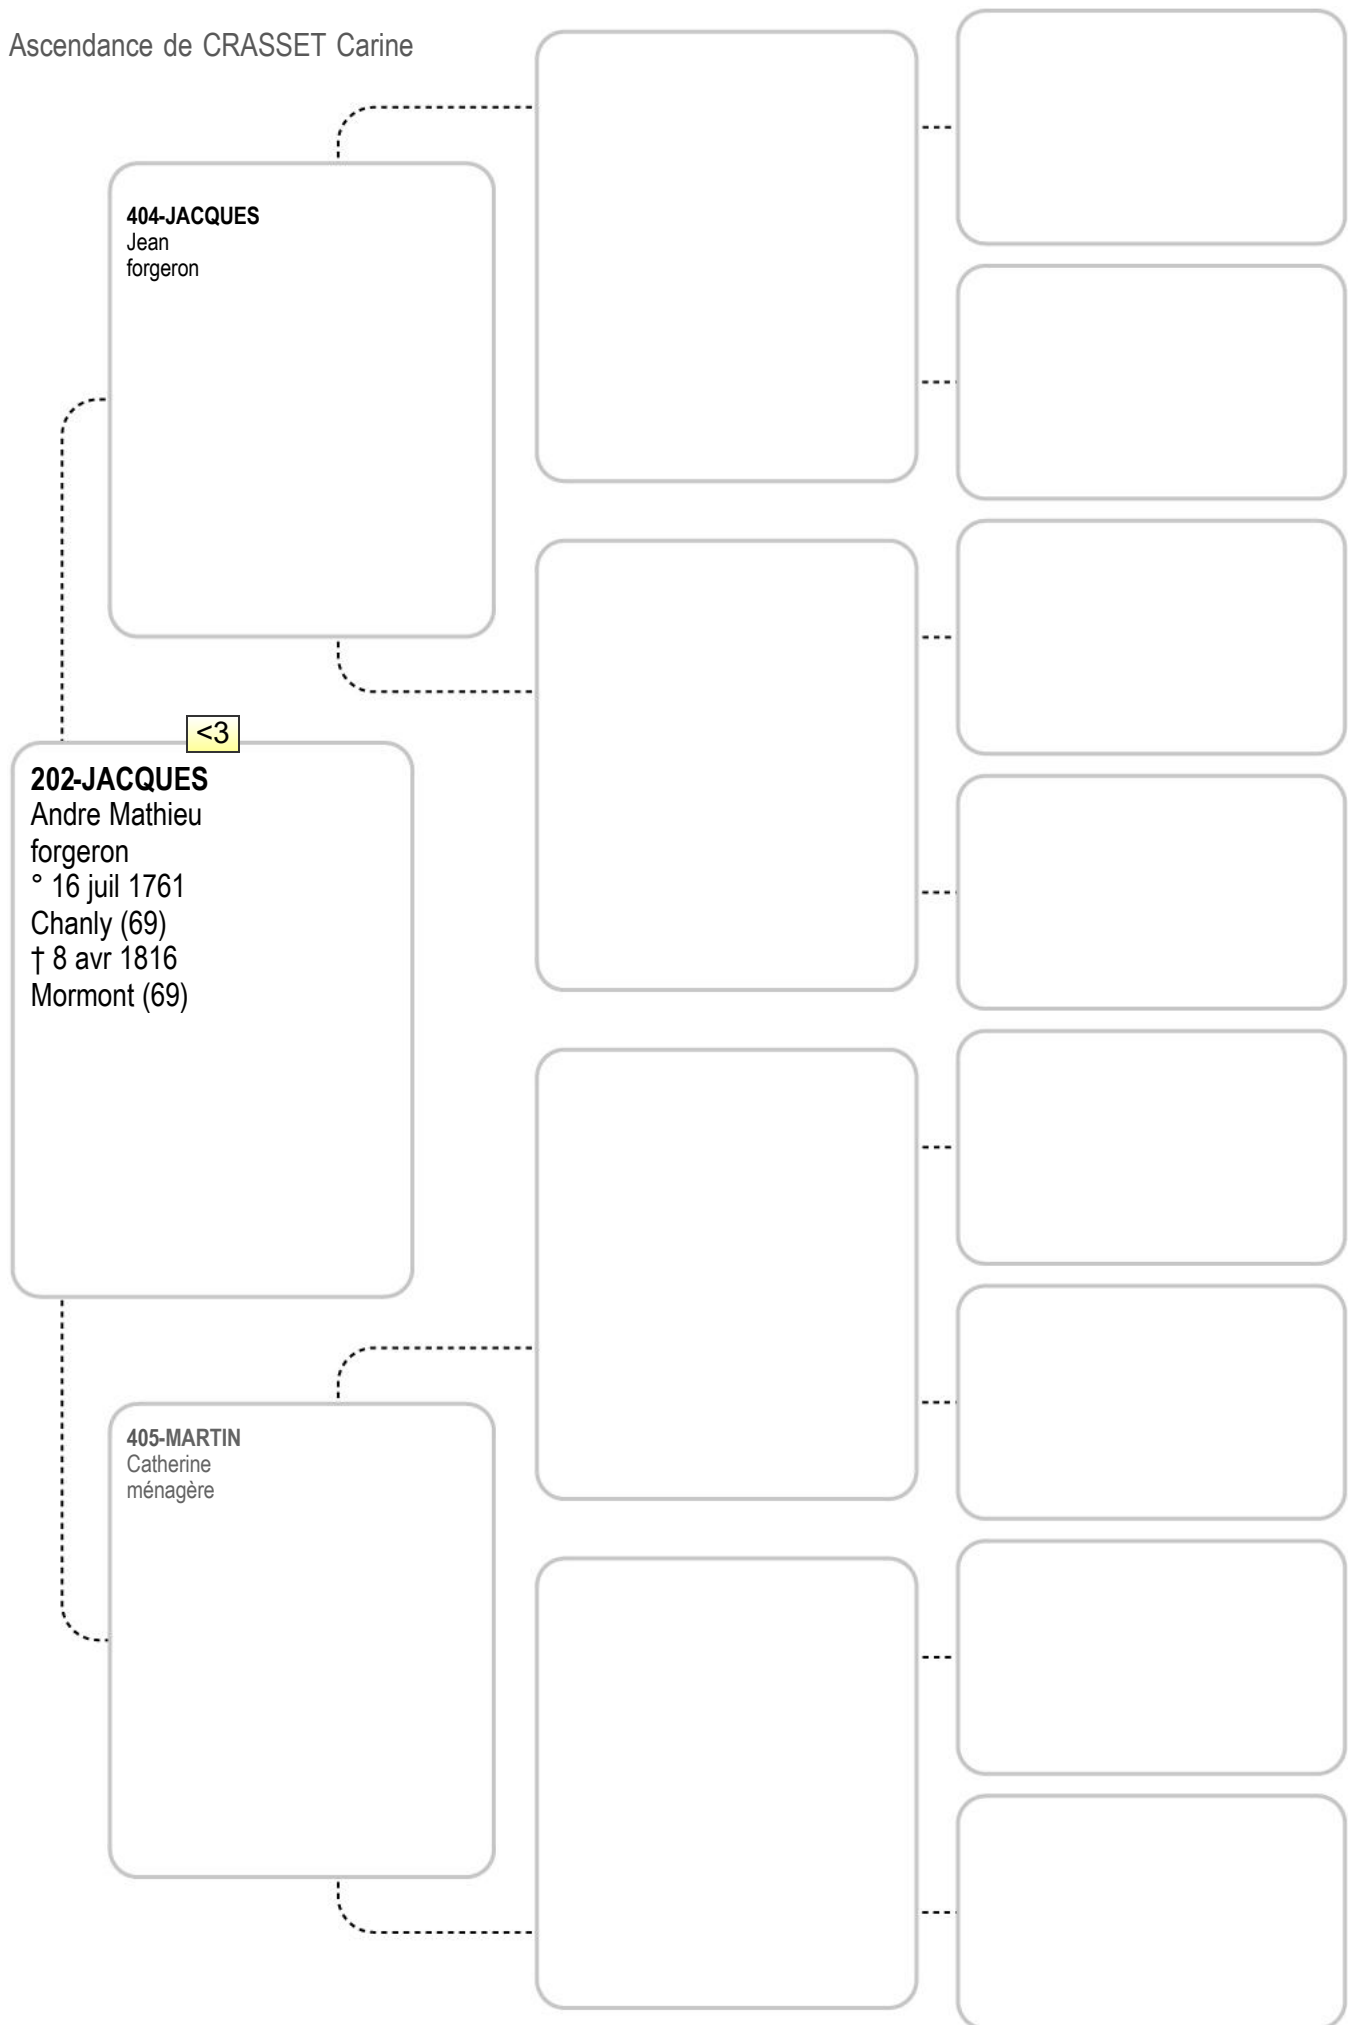 Ascendance de CRASSET Carine
404-JACQUES
Jean
forgeron
<3
202-JACQUES
Andre Mathieu
forgeron
° 16 juil 1761
Chanly (69)
† 8 avr 1816
Mormont (69)
405-MARTIN
Catherine
ménagère